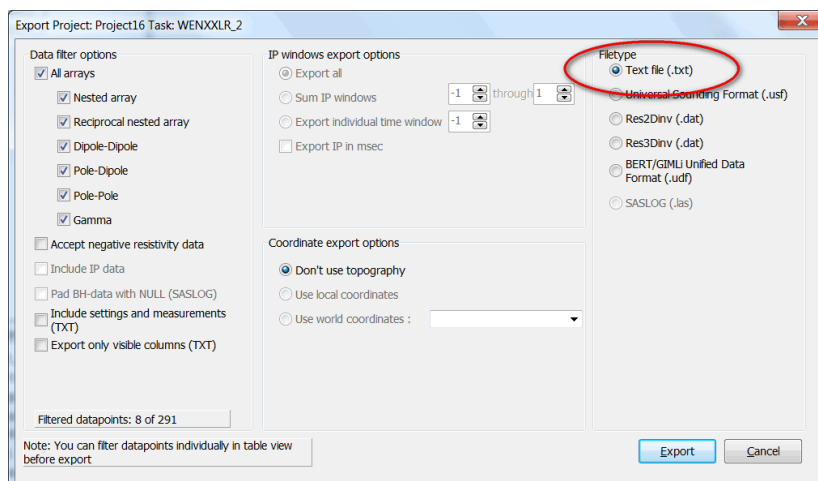 Export Project: Project16 Task: WENXXLR_2
Data filter options
All arrays
Nested array
Reciprocal nested array
Dipole-Dipole
Pole-Dipole
Pole-Pole
Gamma
Accept negative resistivity data
Include IP data
Pad BH-data with NULL (SASLOG)
Include settings and measurements
(TXT)
Export only visible columns (TXT)
Filtered datapoints: 8 of 291
Note: You can filter datapoints individually in table view
before export
IP windows export options
Export all
Sum IP windows -1 through 1
Export individual time window -1
Export IP in msec
Coordinate export options
Don't use topography
Use local coordinates
Use world coordinates :
Filetype
Text file (.txt)
Universal Sounding Format (.usf)
Res2Dinv (.dat)
Res3Dinv (.dat)
BERT/GIMLi Unified Data
Format (.udf)
SASLOG (.las)
Export
Cancel